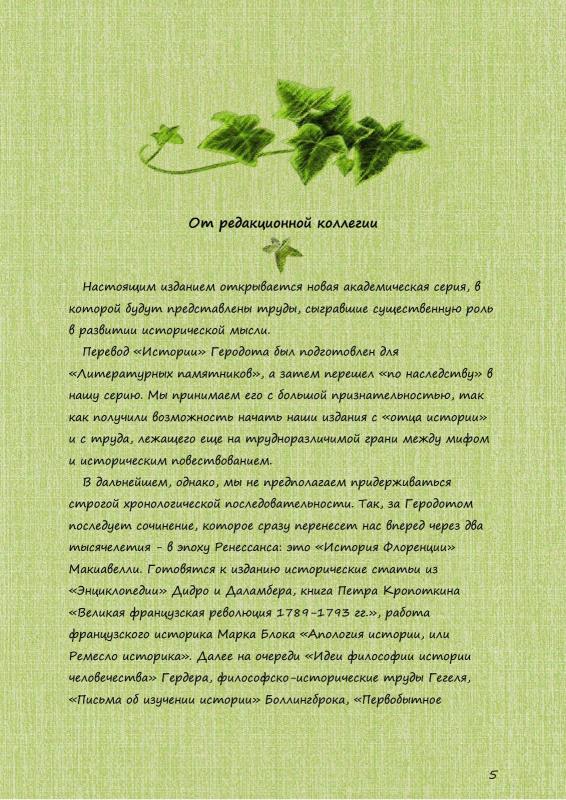 От редакционной коллегии
Настоящим изданием открывается новая академическая серия, в
которой будут представлены труды, сыгравшие существенную роль
в развитии исторической мысли.
Перевод «Истории» Геродота был подготовлен для
«Литературных памятников», а затем перешел «по наследству» в
нашу серию. Мы принимаем его с большой признательностью, так
как получили возможность начать наши издания с «отца истории»
и с труда, лежащего еще на трудноразличимой грани между мифом
и историческим повествованием.
В дальнейшем, однако, мы не предполагаем придерживаться
строгой хронологической последовательности. Так, за Геродотом
последует сочинение, которое сразу перенесет нас вперед через два
тысячелетия - в эпоху Ренессанса: это «История Флоренции»
Макиавелли. Готовятся к изданию исторические статьи из
«Энциклопедии» Дидро и Даламбера, книга Петра Кропоткина
«Великая французская революция 1789-1793 гг.», работа
французского историка Марка Блока «Апология истории, или
Ремесло историка». Далее на очереди «Идеи философии истории
человечества» Гердера, философско-исторические труды Гегеля,
«Письма об изучении истории» Боллингброка, «Первобытное
5